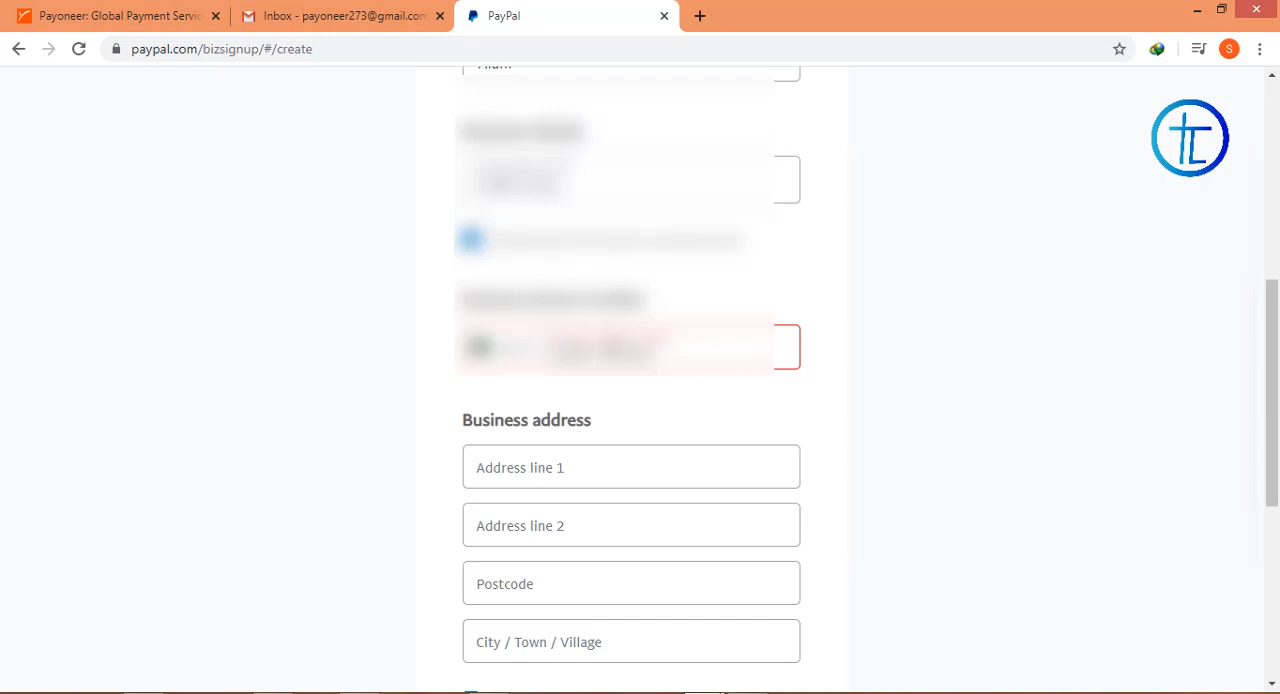 Payoneer: Global Payment Servic
Inbox - payoneer273@gmail.com
PayPal
paypal.com/bizsignup/#/create
S
Business address
Address line 1
Address line 2
Postcode
City / Town / Village